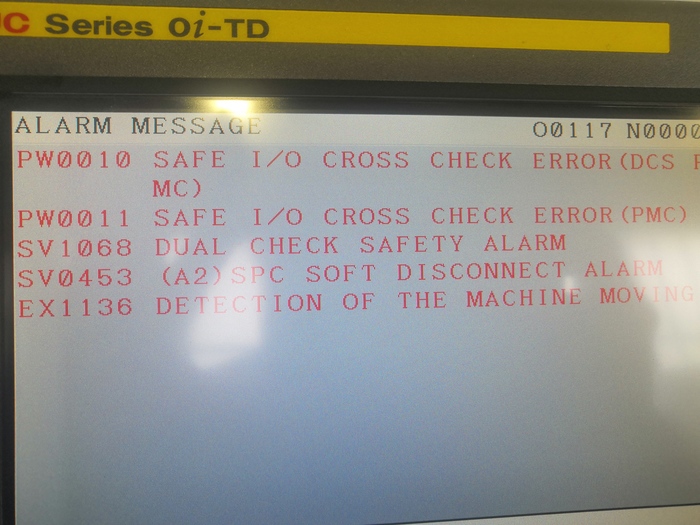 C Series 0i-TD
ALARM MESSAGE O0117 N0000
PW0010 SAFE I/O CROSS CHECK ERROR(DCS P
MC)
PW0011 SAFE I/O CROSS CHECK ERROR(PMC)
SV1068 DUAL CHECK SAFETY ALARM
SV0453 (A2)SPC SOFT DISCONNECT ALARM
EX1136 DETECTION OF THE MACHINE MOVING